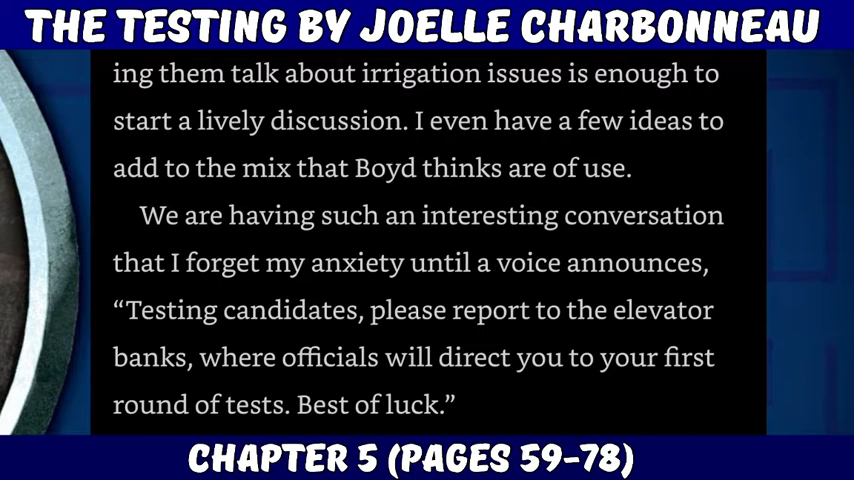 THE TESTING BY JOELLE CHARBONNEAU
ing them talk about irrigation issues is enough to
start a lively discussion. I even have a few ideas to
add to the mix that Boyd thinks are of use.
We are having such an interesting conversation
that I forget my anxiety until a voice announces,
“Testing candidates, please report to the elevator
banks, where officials will direct you to your first
round of tests. Best of luck.”
CHAPTER 5 (PAGES 59-78)